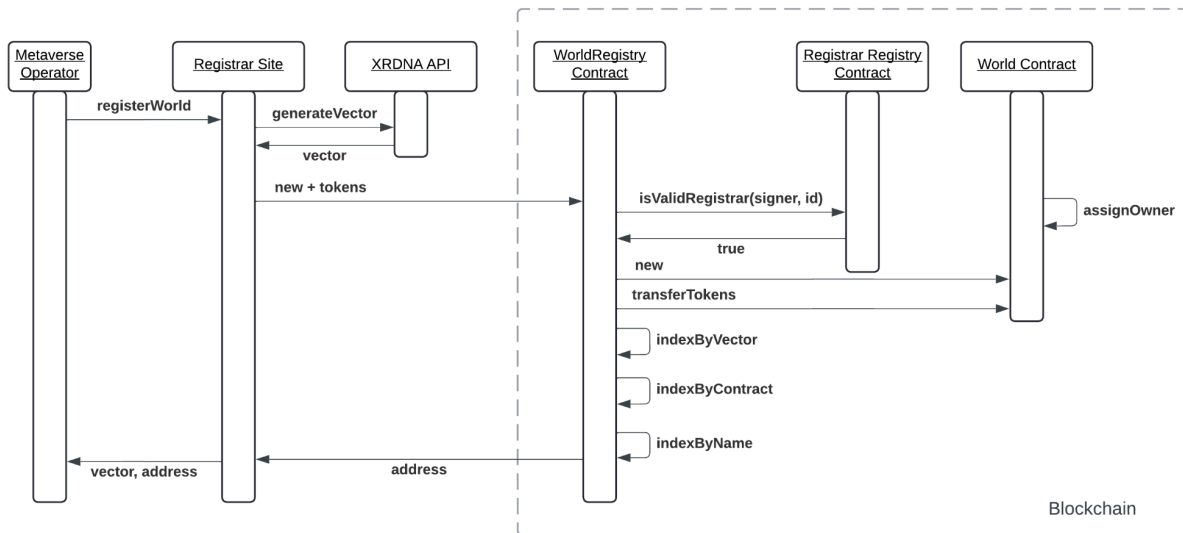 Metaverse
Operator
Registrar Site
XRDNA API
WorldRegistry
Contract
Registrar Registry
Contract
World Contract
registerWorld
generateVector
vector
new + tokens
isValidRegistrar(signer, id)
assignOwner
true
new
transferTokens
indexByVector
indexByContract
indexByName
vector, address
address
Blockchain